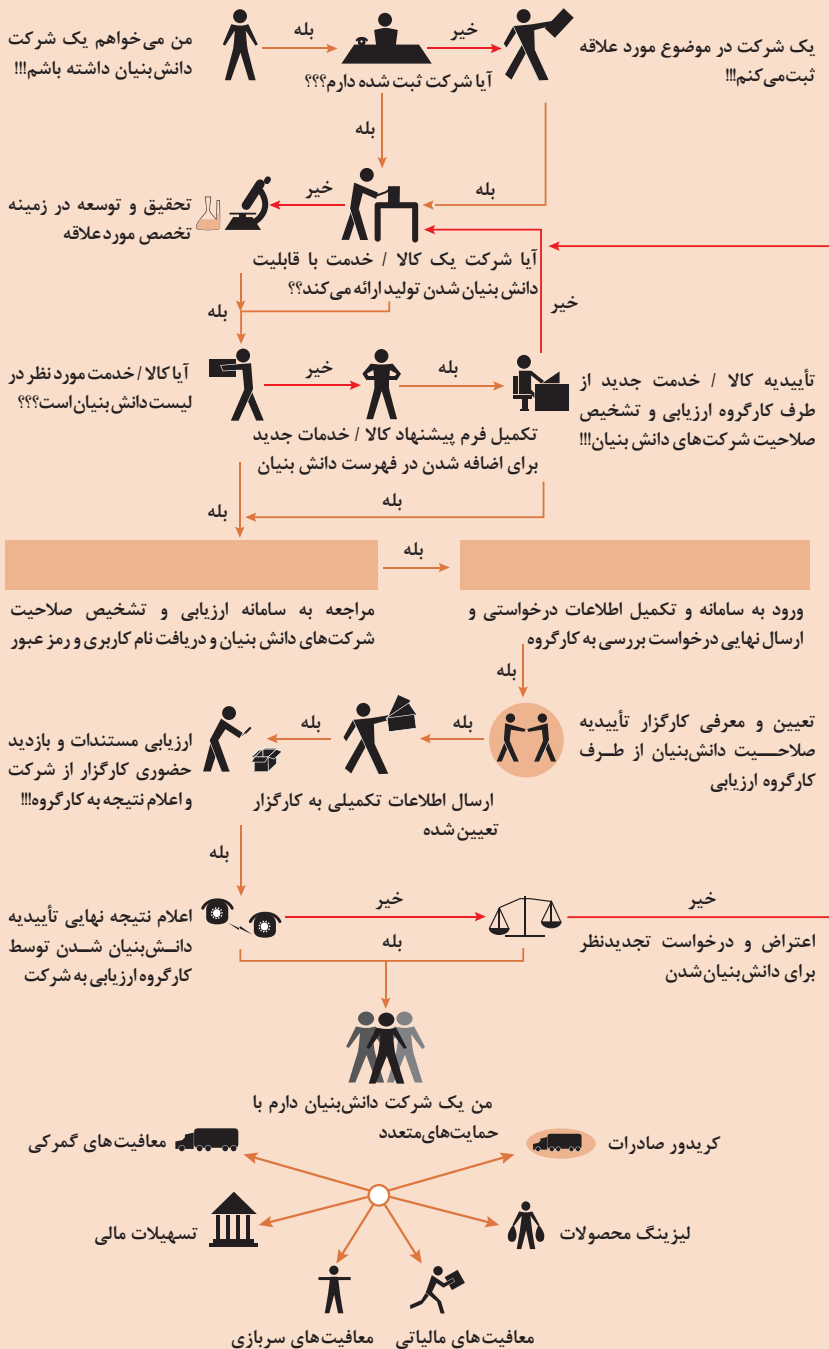 من می‌خواهم یک شرکت
دانش‌بنیان داشته باشم!!!
بله
آیا شرکت ثبت شده دارم؟؟؟
خیر
یک شرکت در موضوع مورد علاقه
ثبت‌می‌کنم!!!
بله
بله
خیر
تحقیق و توسعه در زمینه
تخصص موردعلاقه
آیا شرکت یک کالا / خدمت با قابلیت
دانش‌بنیان شدن تولید ارائه می‌کند؟؟
خیر
بله
آیا کالا / خدمت مورد نظر در
لیست‌دانش‌بنیان‌است؟؟؟
خیر
بله
تکمیل فرم پیشنهاد کالا / خدمات جدید
برای اضافه شدن در فهرست دانش بنیان
تأییدیه کالا / خدمت جدید از
طرف کارگروه ارزیابی و تشخیص
صلاحیت شرکت‌های دانش بنیان!!!
بله
بله
بله
مراجعه به سامانه ارزیابی و تشخیص صلاحیت
شرکت‌های دانش بنیان و دریافت نام کاربری و رمز عبور
ورود به سامانه و تکمیل اطلاعات درخواستی و
ارسال نهایی درخواست بررسی به کارگروه
بله
تعیین و معرفی کارگزار تأییدیه
صلاحیت دانش‌بنیان از طرف
کارگروه ارزیابی
بله
بله
ارسال اطلاعات تکمیلی به کارگزار
تعیین‌شده
ارزیابی مستندات و بازدید
حضوری کارگزار از شرکت
و اعلام نتیجه به کارگروه!!!
بله
اعلام نتیجه نهایی تأییدیه
دانش‌بنیان شدن توسط
کارگروه ارزیابی به شرکت
خیر
بله
خیر
اعتراض و درخواست تجدیدنظر
برای دانش‌بنیان‌شدن
من یک شرکت دانش‌بنیان دارم با
حمایت‌های‌متعدد
کریدور صادرات
معافیت‌های گمرکی
لیزینگ محصولات
تسهیلات مالی
معافیت‌های مالیاتی
معافیت‌های سربازی